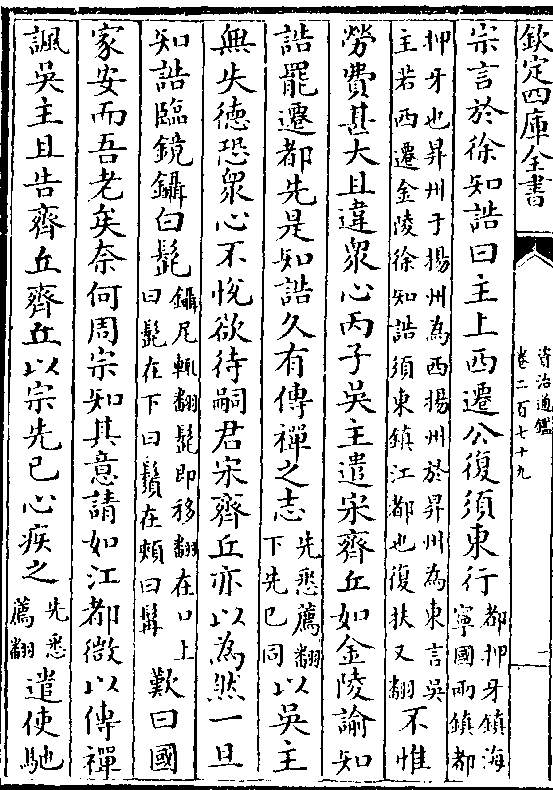 欽定四庫全書
資治通鑑
卷二百七十九
宗言於徐知誥曰主上西遷公復須東行都押牙鎮海寧國兩鎮都
押牙也昇州于揚州為西揚州於昇州為東言吳主若西遷金陵徐知誥須東鎮江都也復扶又翻不惟
勞費甚大且違衆心丙子吳主遣宋齊丘如金陵諭知
誥罷遷都先是知誥久有傳禪之志先悉薦翻下先已同以吳主
無失德恐衆心不悅欲待嗣君宋齊丘亦以為然一旦
知誥臨鏡鑷白髭鑷尼輒翻髭即移翻在口上曰髭在下曰鬚在頰曰髯歎曰國
家安而吾老矣奈何周宗知其意請如江都微以傳禪
諷吳主且告齊丘齊丘以宗先已心疾之先悉薦翻遣使馳